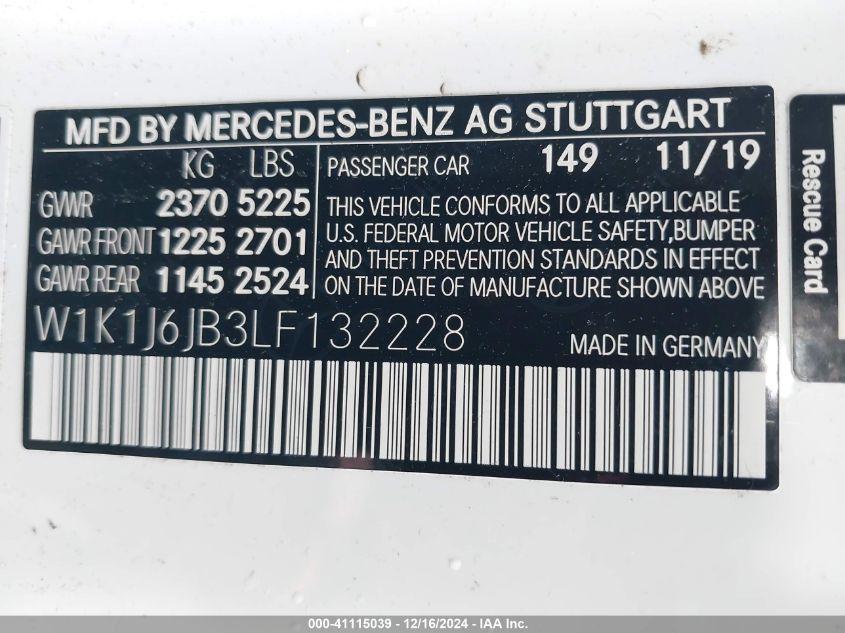 MFD BY MERCEDES-BENZ AG STUTTGART
KG LBS
GVWR 2370 5225
GAWR FRONT 1225 2701
GAWR REAR 1145 2524
PASSENGER CAR 149 11/19
THIS VEHICLE CONFORMS TO ALL APPLICABLE
U.S. FEDERAL MOTOR VEHICLE SAFETY,BUMPER
AND THEFT PREVENTION STANDARDS IN EFFECT
ON THE DATE OF MANUFACTURE SHOWN ABOVE
W1K1J6JB3LF132228
MADE IN GERMANY
Rescue Card
000-41115039 - 12/16/2024 - IAA Inc.